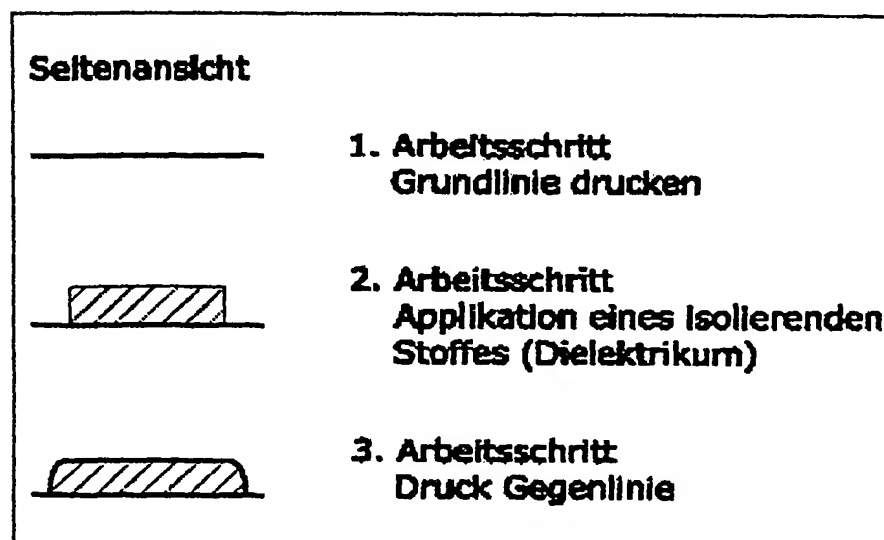 Seitenansicht
1. Arbeitsschritt
Grundlinie drucken
2. Arbeitsschritt
Applikation eines isolierenden
Stoffes (Dielektrikum)
3. Arbeitsschritt
Druck Gegenlinie